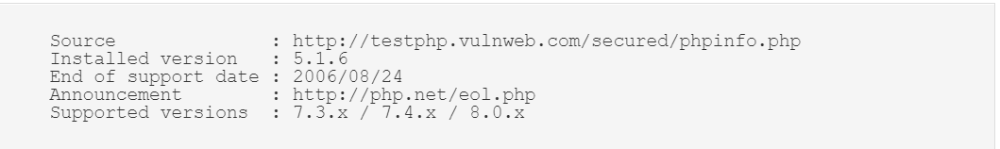 Source : http://testphp.vulnweb.com/secured/phpinfo.php
Installed version : 5.1.6
End of support date : 2006/08/24
Announcement : http://php.net/eol.php
Supported versions : 7.3.x / 7.4.x / 8.0.x